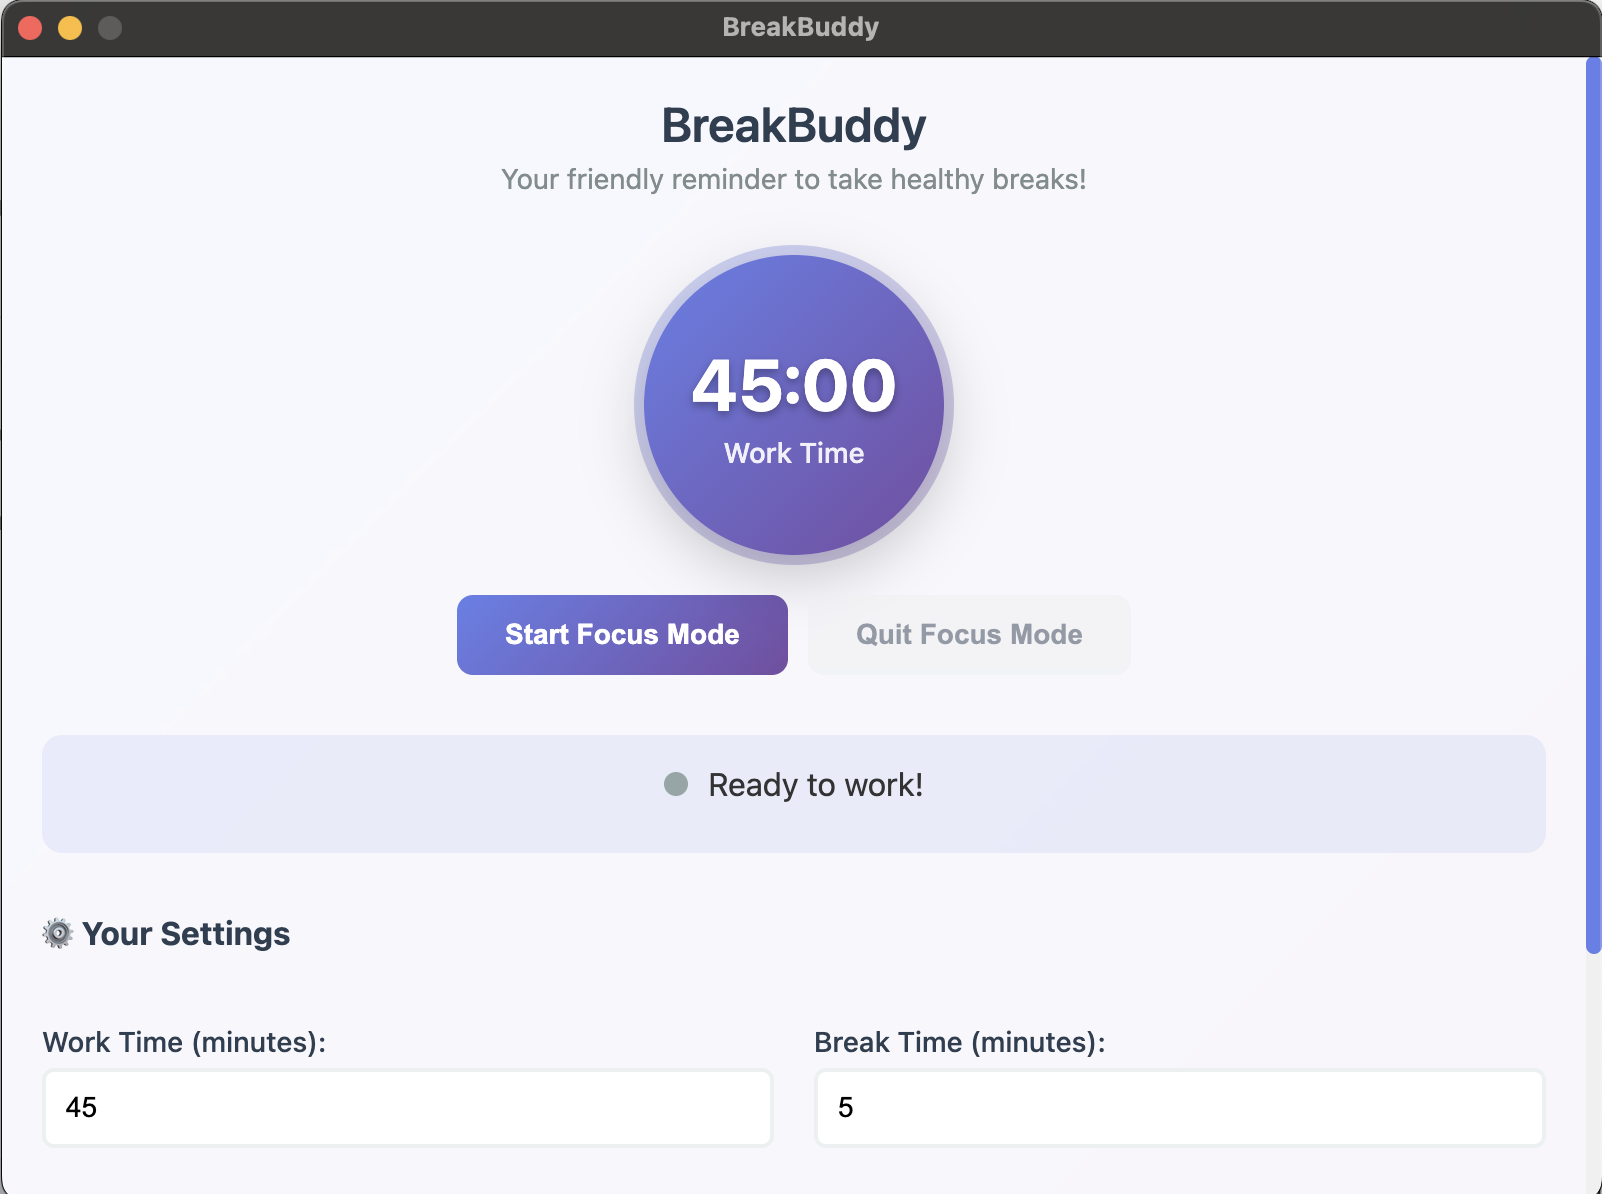 BreakBuddy
BreakBuddy
Your friendly reminder to take healthy breaks!
45:00
Work Time
Start Focus Mode
Quit Focus Mode
Ready to work!
Your Settings
Work Time (minutes):
Break Time (minutes):
45
5